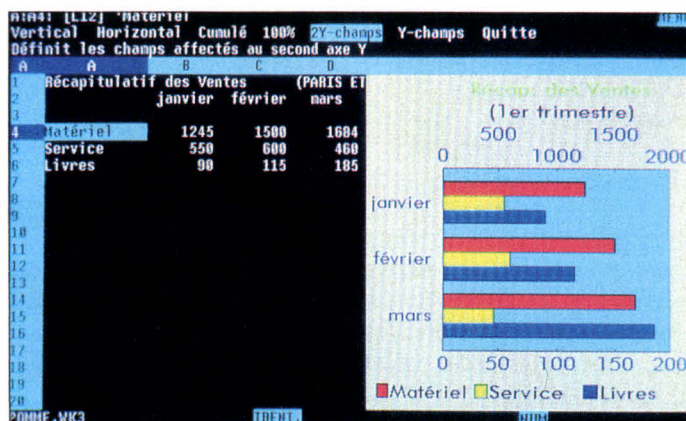 A:A4: [L12] 'Matériel MENU
Vertical Horizontal Cumulé 100% 2Y-champs Y-champs Quitte
Définit les champs affectés au second axe Y
A A B C D
1 Récapitulatif des Ventes (PARIS ET
2 janvier février mars
3
4 Matériel 1245 1500 1684
5 Service 550 600 460
6 Livres 90 115 185
7
8
9
10
11
12
13
14
15
16
17
18
19
20
Récap. des Ventes
(1er trimestre)
500 1500
0 1000 2000
janvier
février
mars
0 50 100 150 200
Matériel Service Livres
POMME.WK3 IDENT. NUM